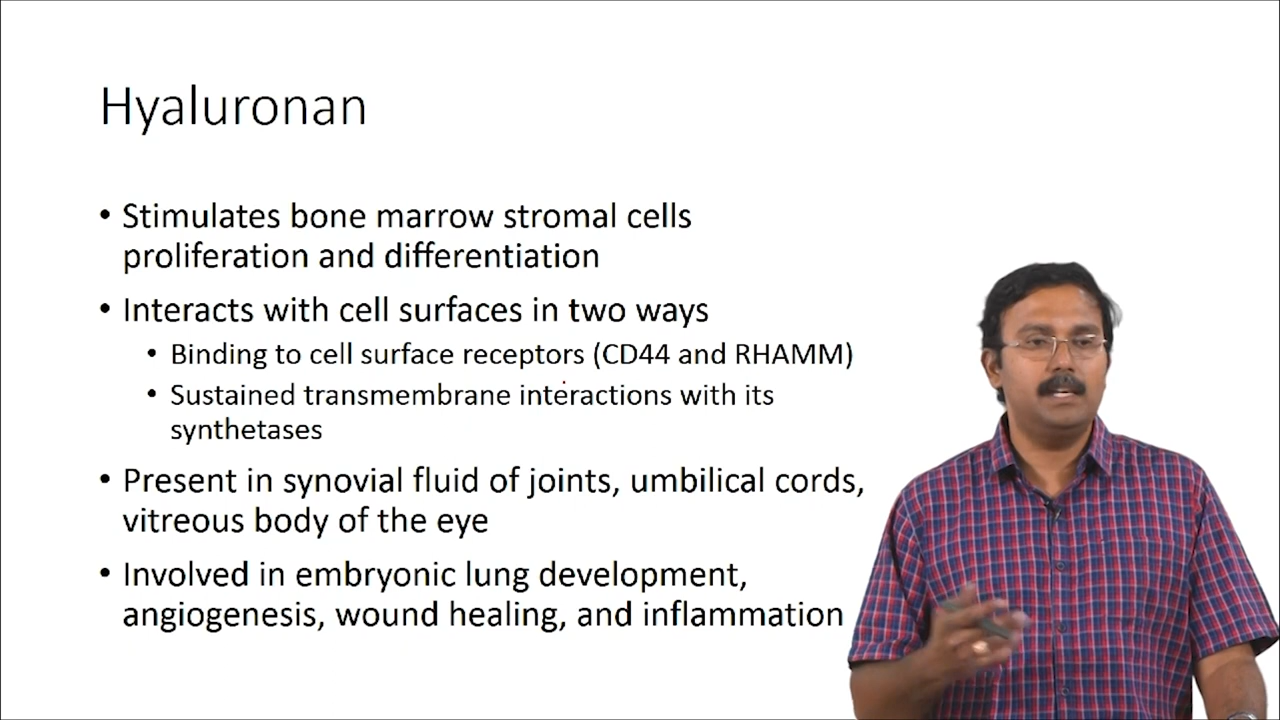 Hyaluronan
• Stimulates bone marrow stromal cells
proliferation and differentiation
• Interacts with cell surfaces in two ways
• Binding to cell surface receptors (CD44 and RHAMM)
• Sustained transmembrane interactions with its
synthetases
• Present in synovial fluid of joints, umbilical cords,
vitreous body of the eye
• Involved in embryonic lung development,
angiogenesis, wound healing, and inflammation